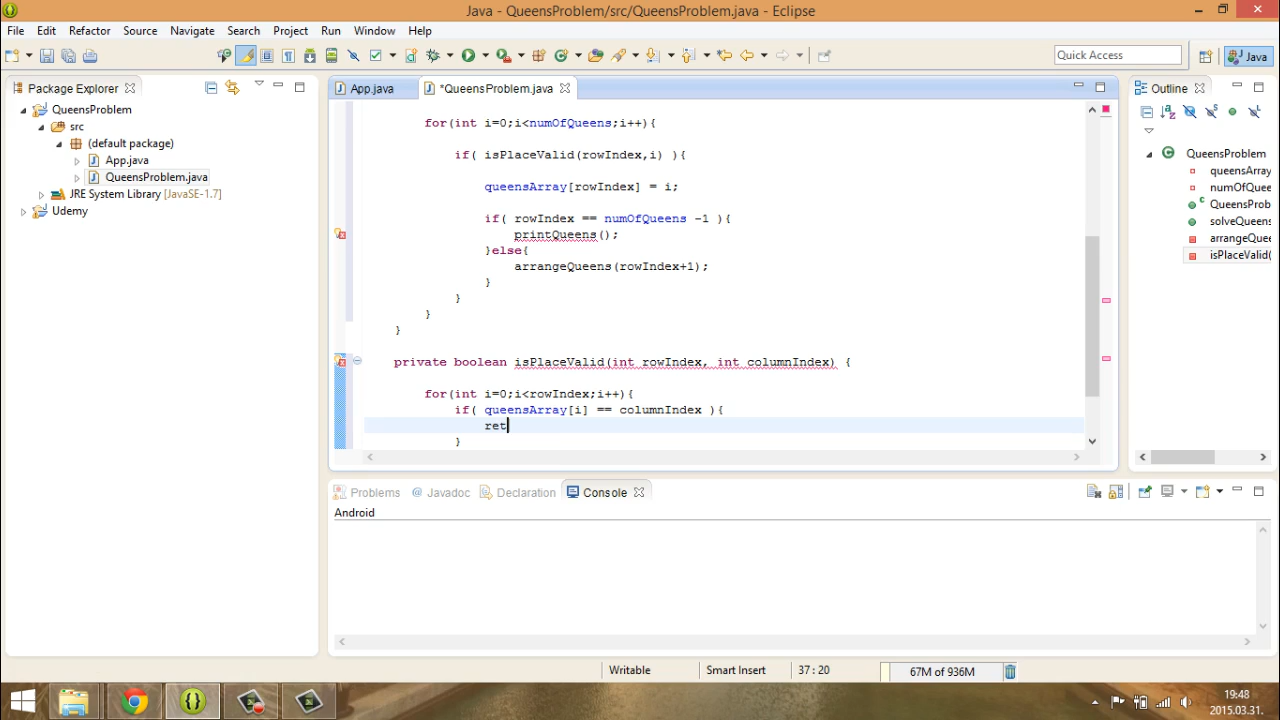 Java - QueensProblem/src/QueensProblem.java - Eclipse
File Edit Refactor Source Navigate Search Project Run Window Help
Quick Access
Java
Package Explorer
QueensProblem
src
(default package)
App.java
QueensProblem.java
JRE System Library [JavaSE-1.7]
Udemy
App.java
*QueensProblem.java
for(int i=0;i<numOfQueens;i++){
if( isPlaceValid(rowIndex,i) ){
queensArray[rowIndex] = i;
if( rowIndex == numOfQueens -1 ){
printQueens();
}else{
arrangeQueens(rowIndex+1);
}
}
}
}
private boolean isPlaceValid(int rowIndex, int columnIndex) {
for(int i=0;i<rowIndex;i++){
if( queensArray[i] == columnIndex ){
ret
}
Outline
QueensProblem
queensArray
numOfQuee
QueensProb
solveQueens
arrangeQue
isPlaceValid(
Problems
@ Javadoc
Declaration
Console
Android
Writable
Smart Insert
37 : 20
67M of 936M
19:48
2015.03.31.